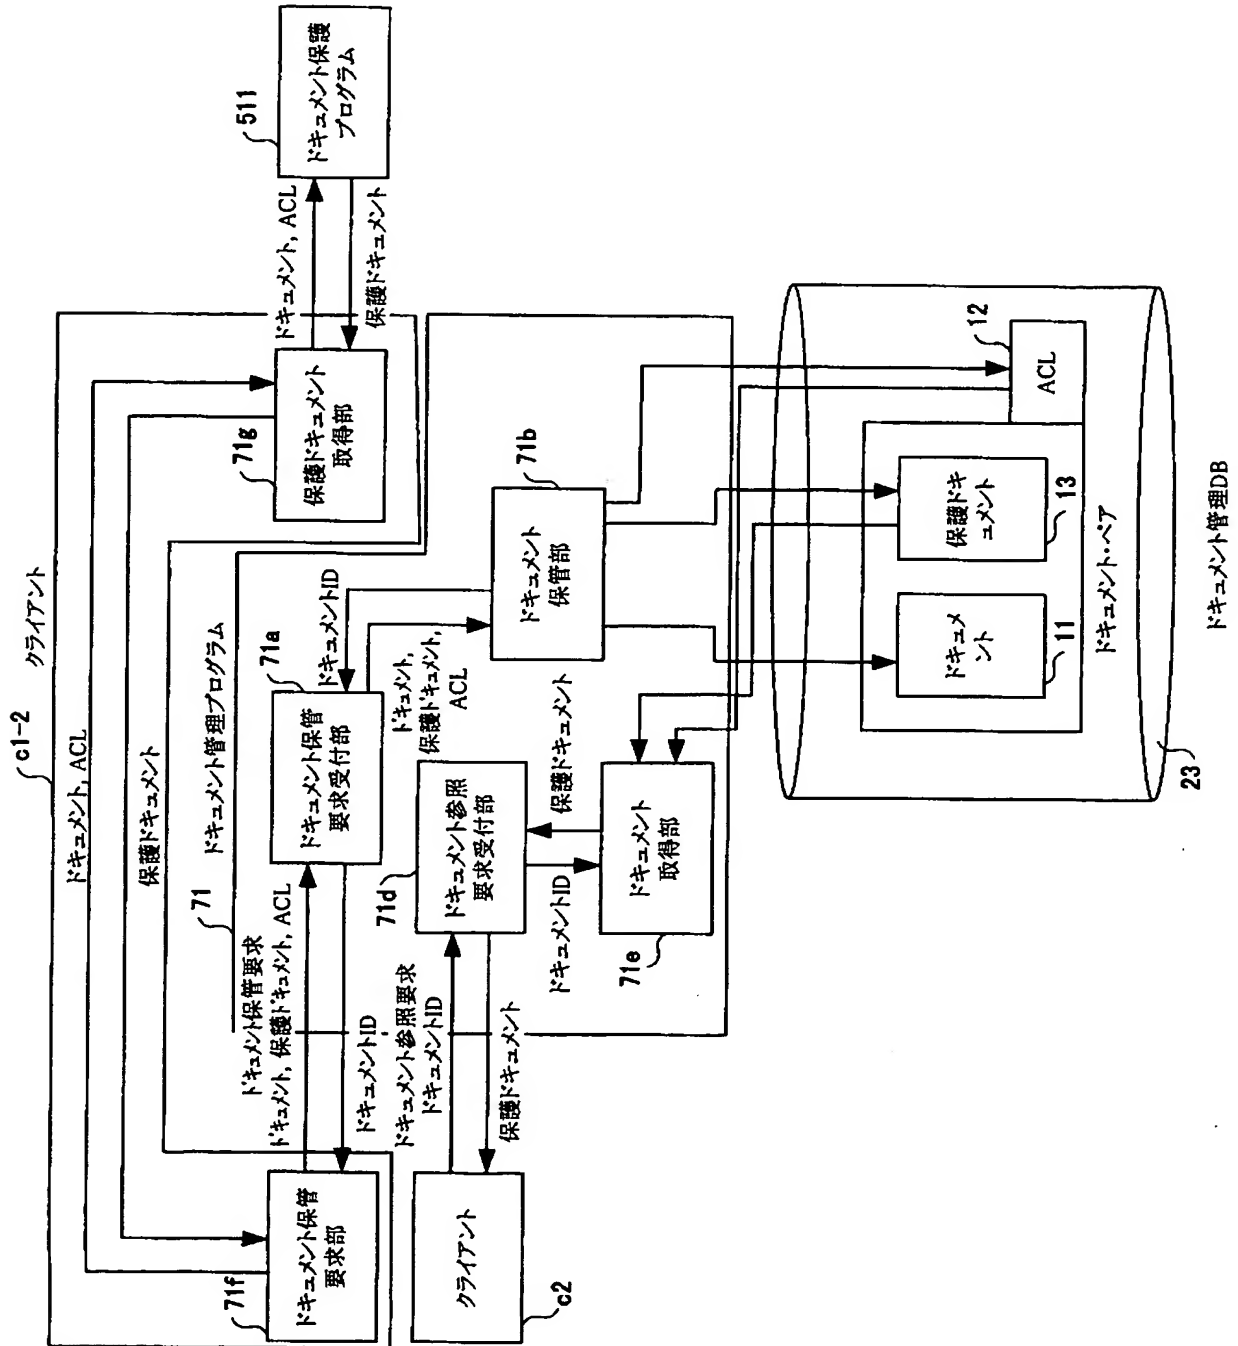 c1-2
クライアント
ドキュメント, ACL
保護ドキュメント
71f
ドキュメント保管
要求部
71g
保護ドキュメント
取得部
ドキュメント, ACL
保護ドキュメント
511
ドキュメント保護
プログラム
71
ドキュメント管理プログラム
ドキュメント保管要求
ドキュメント, 保護ドキュメント, ACL
ドキュメントID
71a
ドキュメント保管
要求受付部
ドキュメントID
ドキュメント,
保護ドキュメント,
ACL
71b
ドキュメント
保管部
クライアント
c2
ドキュメント参照要求
ドキュメントID
保護ドキュメント
71d
ドキュメント参照
要求受付部
ドキュメントID
保護ドキュメント
ドキュメント
取得部
71e
ドキュメ
ント
11
保護ドキ
ュメント
13
12
ACL
ドキュメント・ペア
23
ドキュメント管理DB